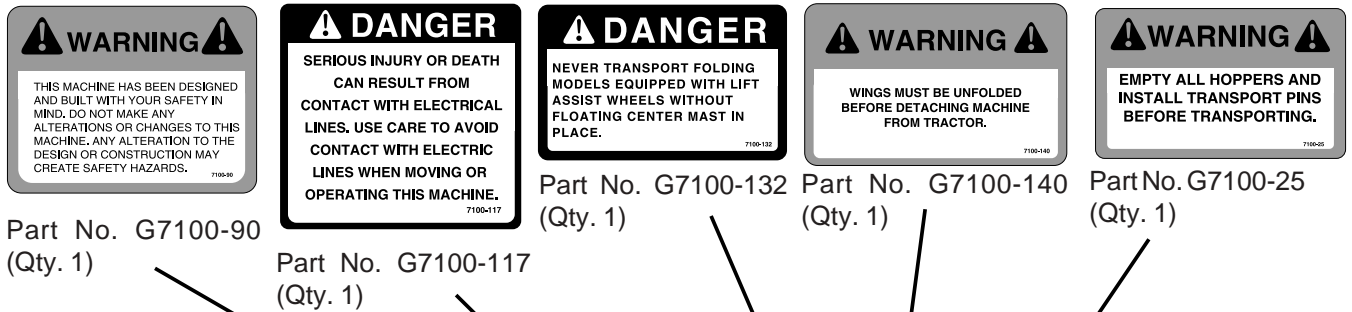 WARNING
THIS MACHINE HAS BEEN DESIGNED
AND BUILT WITH YOUR SAFETY IN
MIND. DO NOT MAKE ANY
ALTERATIONS OR CHANGES TO THIS
MACHINE. ANY ALTERATION TO THE
DESIGN OR CONSTRUCTION MAY
CREATE SAFETY HAZARDS.
7100-90
Part No. G7100-90
(Qty. 1)
DANGER
SERIOUS INJURY OR DEATH
CAN RESULT FROM
CONTACT WITH ELECTRICAL
LINES. USE CARE TO AVOID
CONTACT WITH ELECTRIC
LINES WHEN MOVING OR
OPERATING THIS MACHINE.
7100-117
Part No. G7100-117
(Qty. 1)
DANGER
NEVER TRANSPORT FOLDING
MODELS EQUIPPED WITH LIFT
ASSIST WHEELS WITHOUT
FLOATING CENTER MAST IN
PLACE.
7100-132
Part No. G7100-132
(Qty. 1)
WARNING
WINGS MUST BE UNFOLDED
BEFORE DETACHING MACHINE
FROM TRACTOR.
7100-140
Part No. G7100-140
(Qty. 1)
WARNING
EMPTY ALL HOPPERS AND
INSTALL TRANSPORT PINS
BEFORE TRANSPORTING.
7100-25
Part No. G7100-25
(Qty. 1)